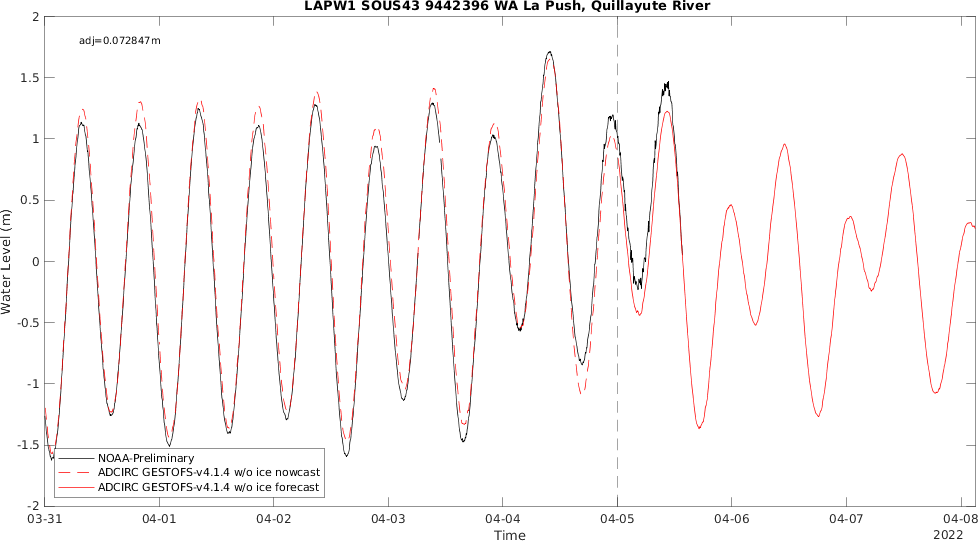 LAPW1 SOUS43 9442396 WA La Push, Quillayute River
adj=0.072847m
2
1.5
1
0.5
0
-0.5
-1
-1.5
-2
Water Level (m)
NOAA-Preliminary
ADCIRC GESTOFS-v4.1.4 w/o ice nowcast
ADCIRC GESTOFS-v4.1.4 w/o ice forecast
03-31 04-01 04-02 04-03 04-04 04-05 04-06 04-07 04-08
Time
2022